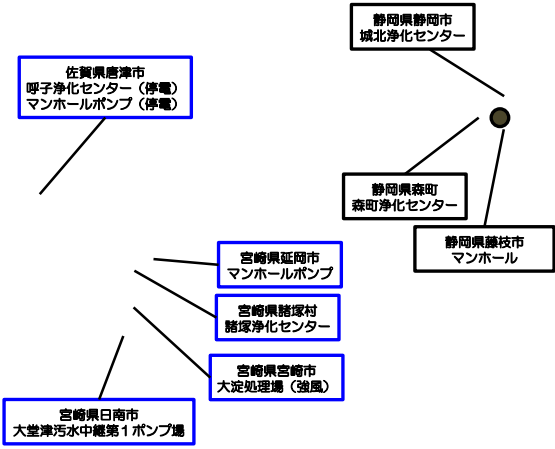 静岡県静岡市
城北浄化センター
佐賀県唐津市
呼子浄化センター（停電）
マンホールポンプ（停電）
静岡県森町
森町浄化センター
静岡県藤枝市
マンホール
宮崎県延岡市
マンホールポンプ
宮崎県諸塚村
諸塚浄化センター
宮崎県宮崎市
大淀処理場（強風）
宮崎県日南市
大堂津汚水中継第１ポンプ場